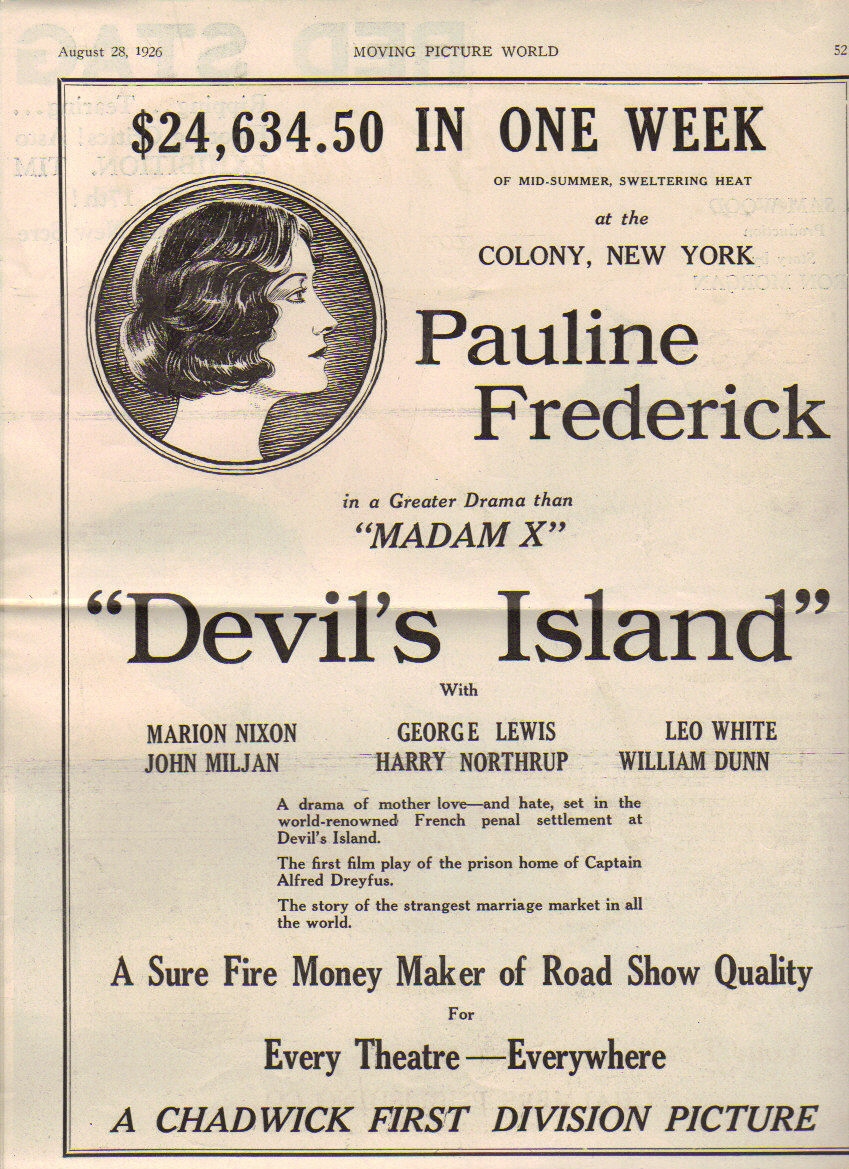 August 28, 1926 MOVING PICTURE WORLD 52
$24,634.50 IN ONE WEEK
OF MID-SUMMER, SWELTERING HEAT
at the
COLONY, NEW YORK
Pauline
Frederick
in a Greater Drama than
"MADAM X"
"Devil's Island"
With
MARION NIXON GEORGE LEWIS LEO WHITE
JOHN MILJAN HARRY NORTHRUP WILLIAM DUNN
A drama of mother love—and hate, set in the
world-renowned French penal settlement at
Devil's Island.
The first film play of the prison home of Captain
Alfred Dreyfus.
The story of the strangest marriage market in all
the world.
A Sure Fire Money Maker of Road Show Quality
For
Every Theatre—Everywhere
A CHADWICK FIRST DIVISION PICTURE